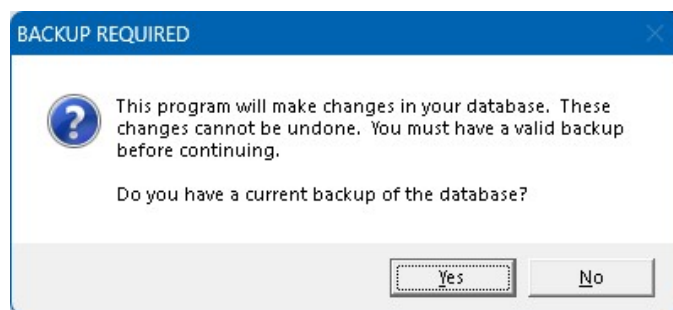 BACKUP REQUIRED
This program will make changes in your database.  These
changes cannot be undone.  You must have a valid backup
before continuing.
Do you have a current backup of the database?
Yes
No